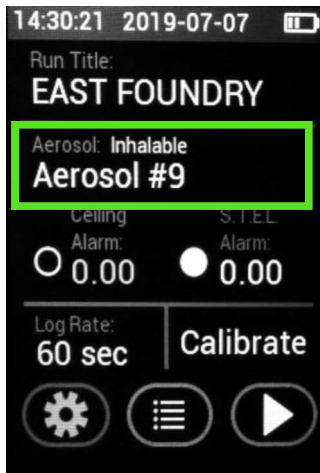 14:30:21 2019-07-07
Run Title:
EAST FOUNDRY
Aerosol: Inhalable
Aerosol #9
Ceiling S.T.E.L.
Alarm: Alarm:
0.00 0.00
Log Rate:
60 sec Calibrate